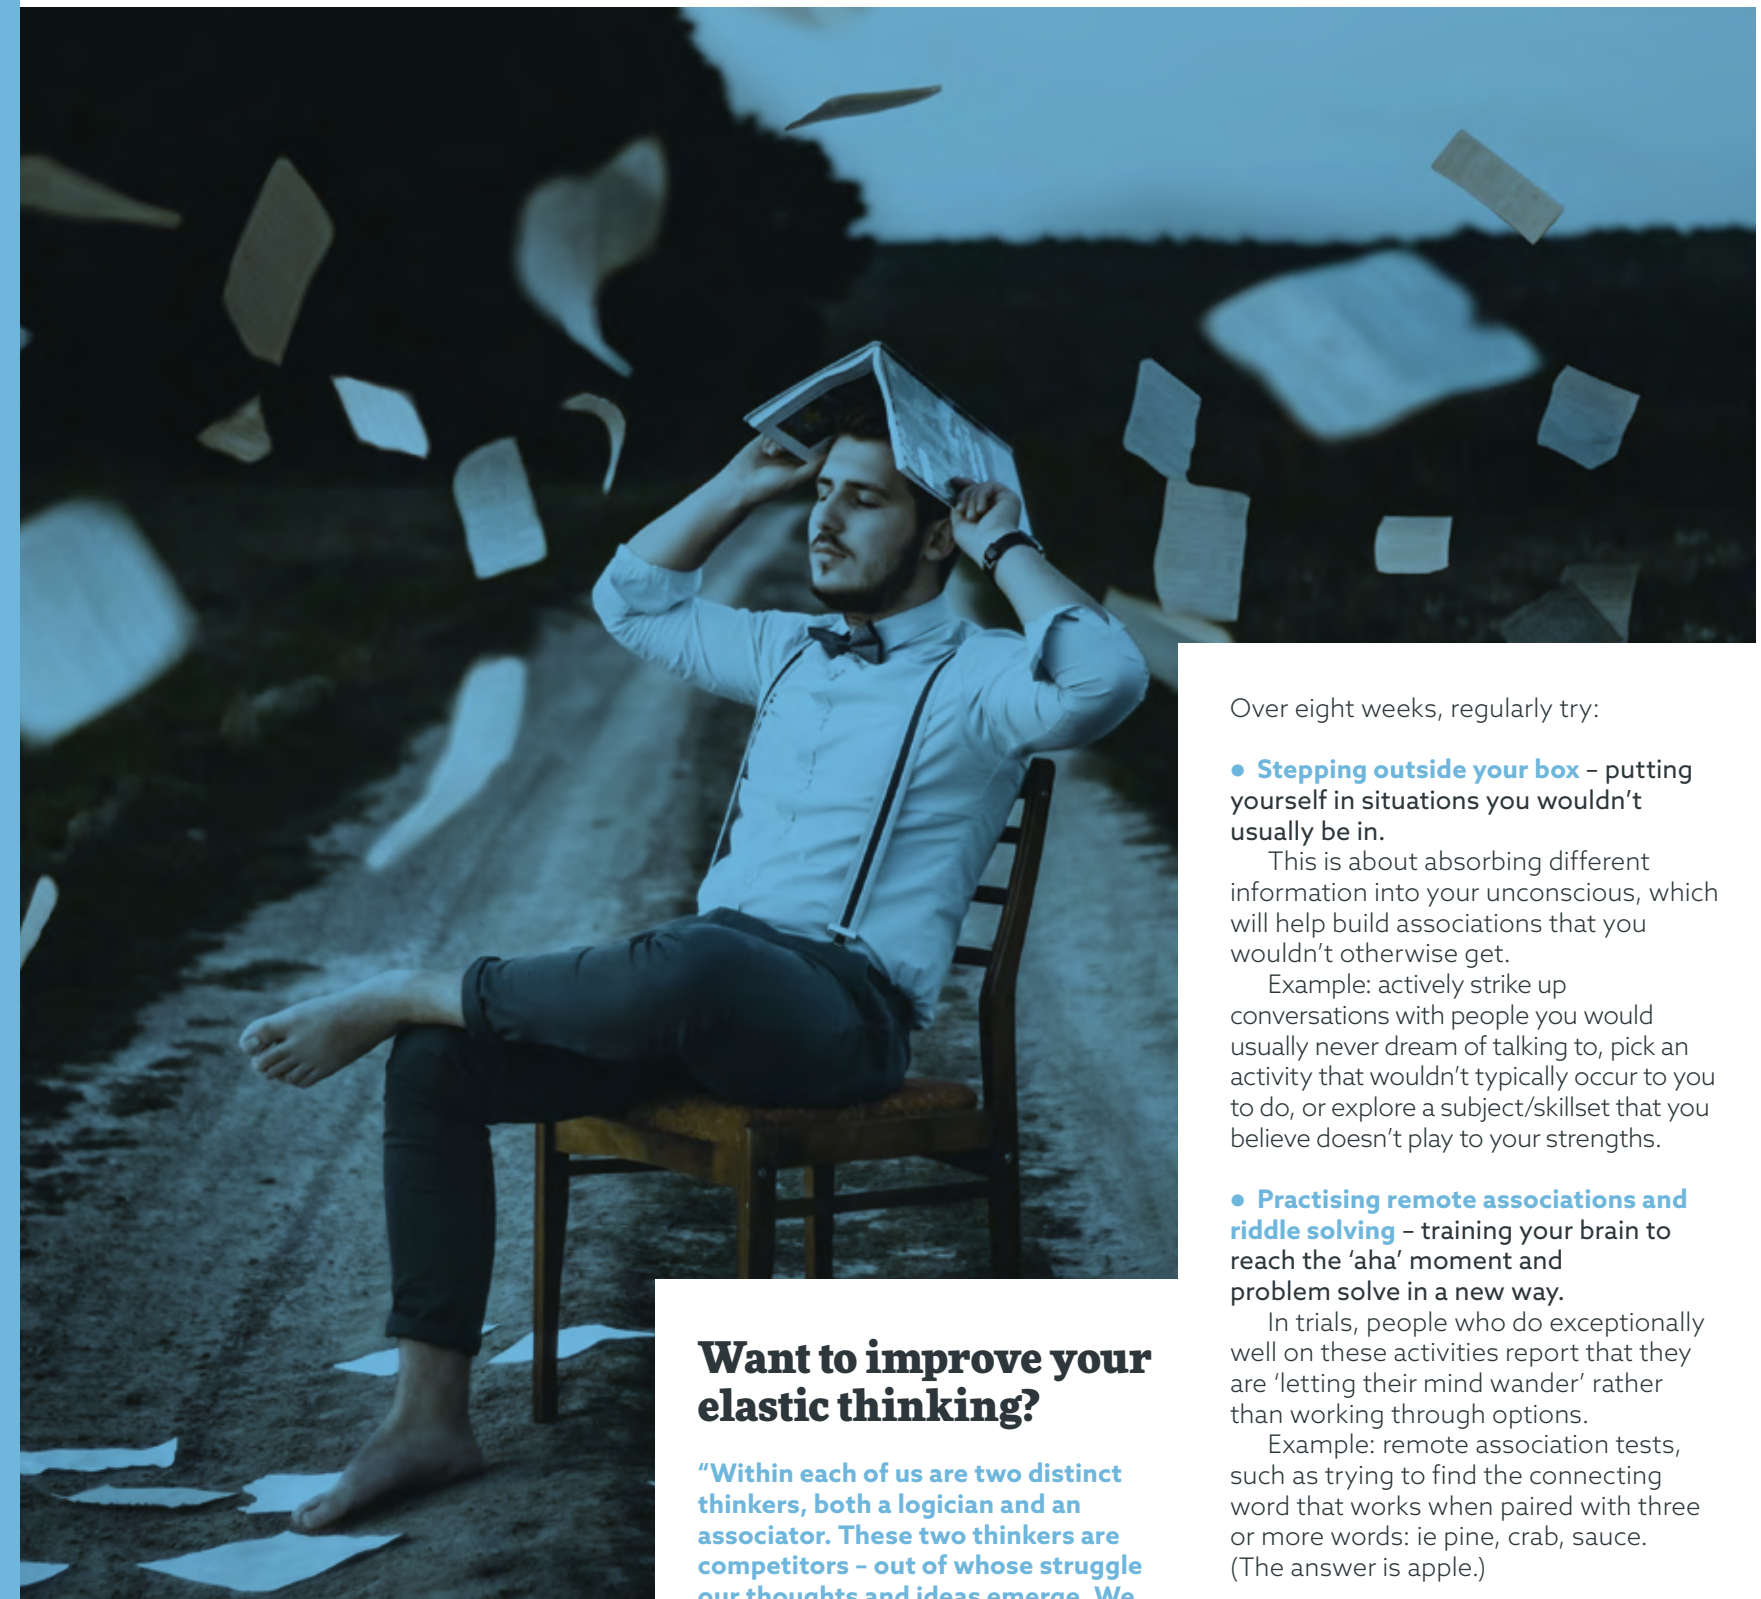 Want to improve your
elastic thinking?
“Within each of us are two distinct
thinkers, both a logician and an
associator. These two thinkers are
competitors – out of whose struggle
our thoughts and ideas emerge. We
Over eight weeks, regularly try:
● Stepping outside your box – putting
yourself in situations you wouldn’t
usually be in.
This is about absorbing different
information into your unconscious, which
will help build associations that you
wouldn’t otherwise get.
Example: actively strike up
conversations with people you would
usually never dream of talking to, pick an
activity that wouldn’t typically occur to you
to do, or explore a subject/skillset that you
believe doesn’t play to your strengths.
● Practising remote associations and
riddle solving – training your brain to
reach the ‘aha’ moment and
problem solve in a new way.
In trials, people who do exceptionally
well on these activities report that they
are ‘letting their mind wander’ rather
than working through options.
Example: remote association tests,
such as trying to find the connecting
word that works when paired with three
or more words: ie pine, crab, sauce.
(The answer is apple.)